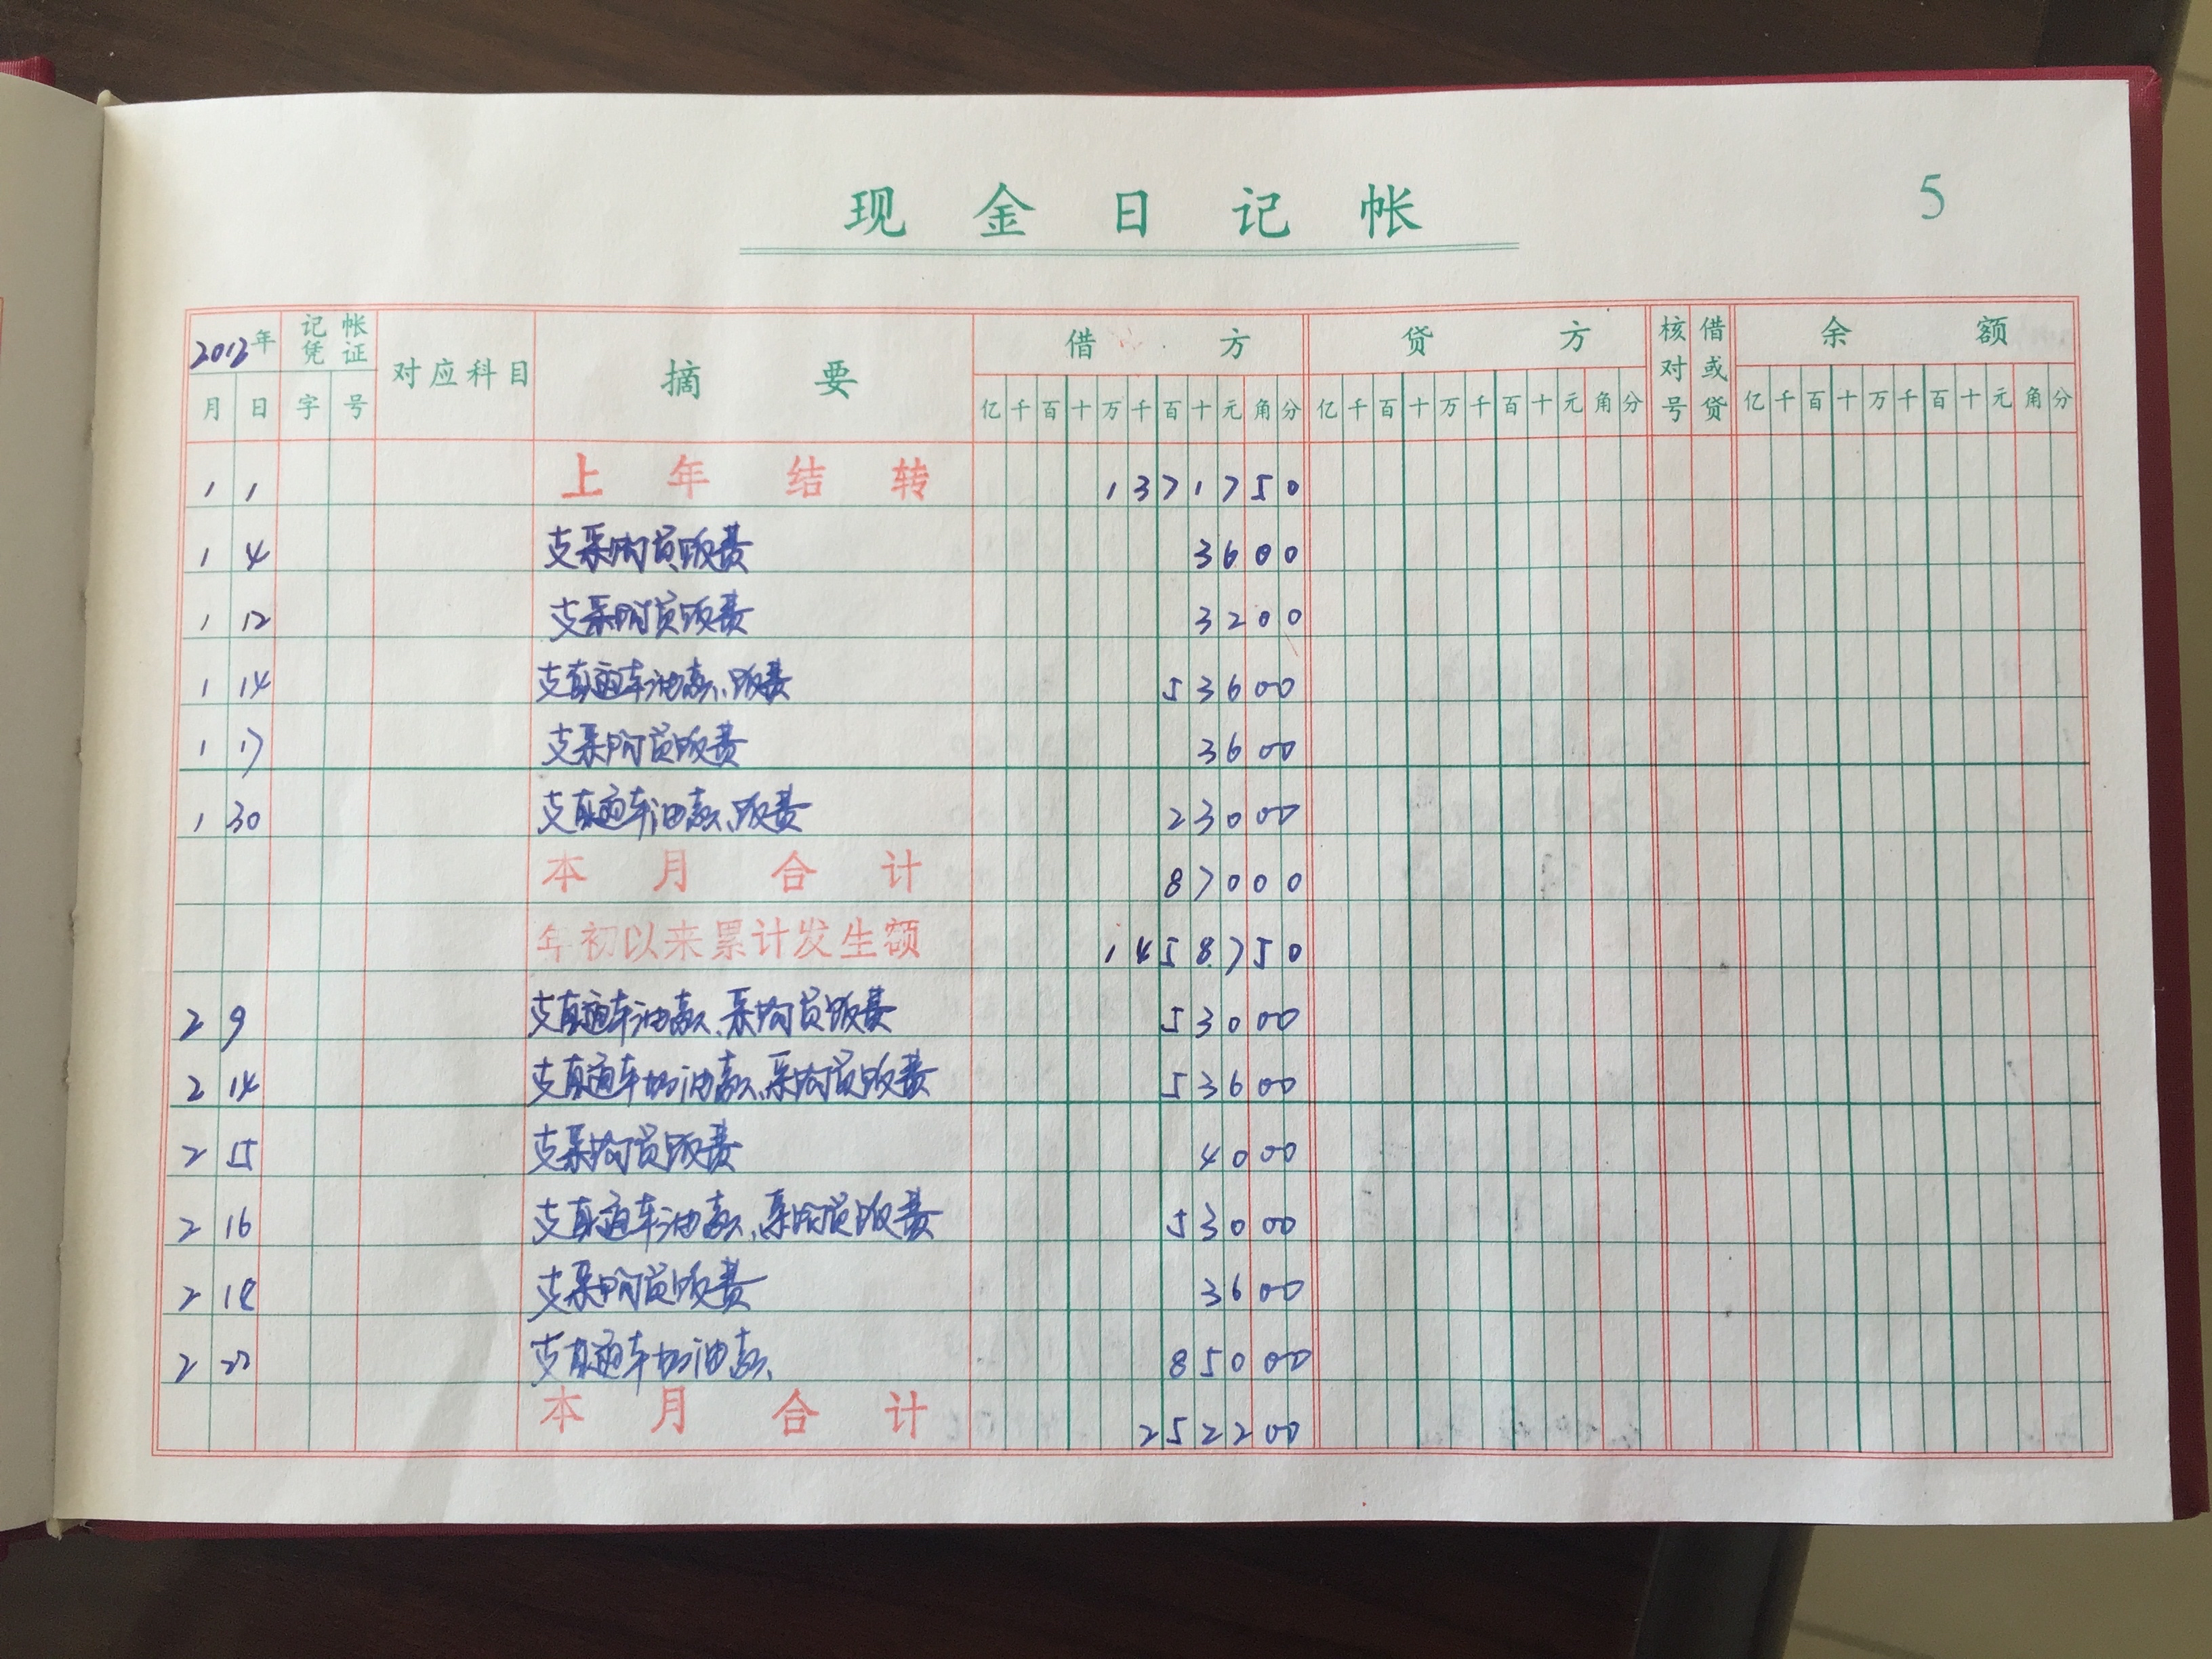 现金日记帐 5
2012年 记帐凭证 对应科目 摘要 借方 贷方 核对号 借或贷 余额
月 日 字 号 亿千百十万千百十元角分 亿千百十万千百十元角分 亿千百十万千百十元角分
1 1 上年结转 1371750
1 4 支采购员饭费 3600
1 12 支采购员饭费 3200
1 14 支直通车油款、饭费 53600
1 17 支采购员饭费 3600
1 30 支直通车油款、饭费 23000
本月合计 87000
年初以来累计发生额 1458750
2 9 支直通车油款、采购员饭费 53000
2 14 支直通车加油款、采购员饭费 53600
2 15 支采购员饭费 4000
2 16 支直通车油款、采购员饭费 53000
2 18 支采购员饭费 3600
2 支直通车加油款 85000
本月合计 252200